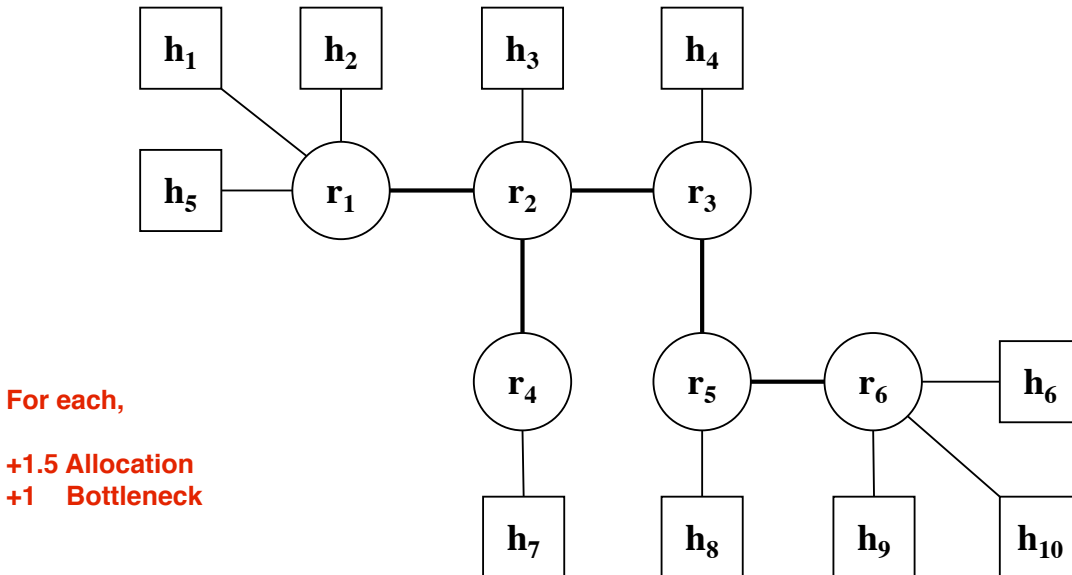 h₁ h₂ h₃ h₄
h₅ r₁ r₂ r₃
r₄ r₅ r₆ h₆
For each,
+1.5 Allocation
+1 Bottleneck
h₇ h₈ h₉ h₁₀